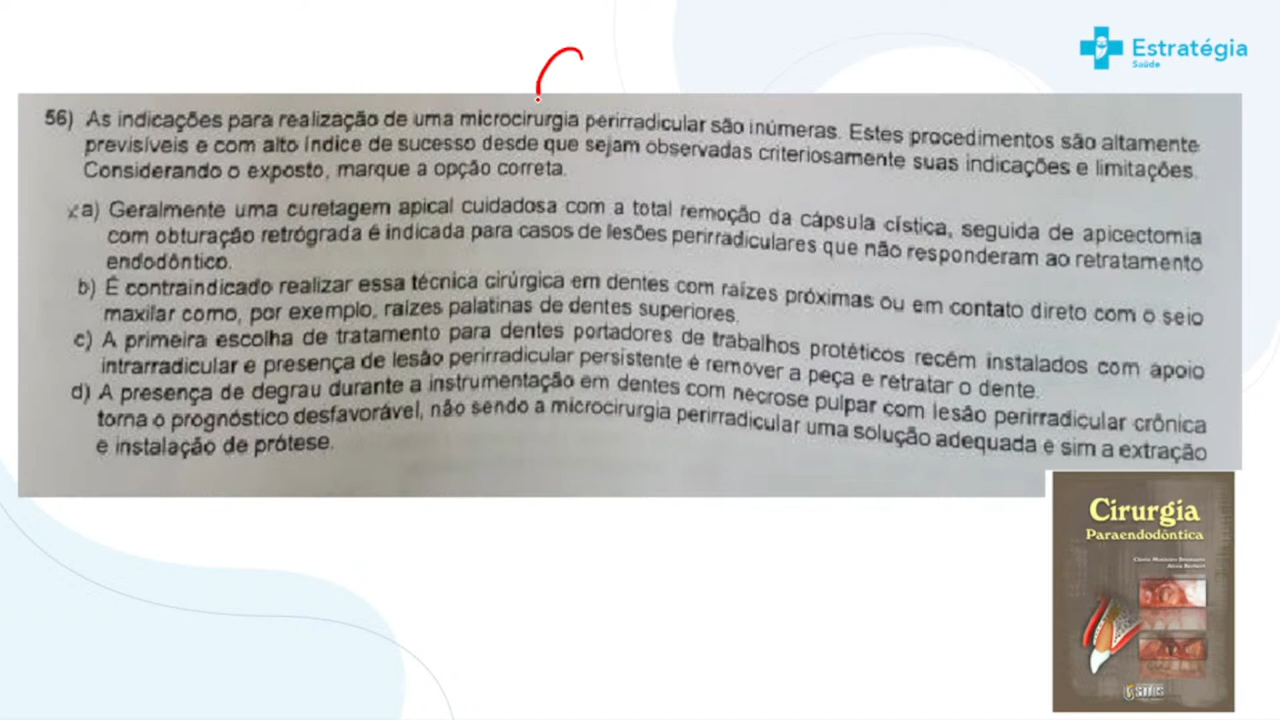 Estratégia
Saúde
56) As indicações para realização de uma microcirurgia perirradicular são inúmeras. Estes procedimentos são altamente
previsíveis e com alto índice de sucesso desde que sejam observadas criteriosamente suas indicações e limitações.
Considerando o exposto, marque a opção correta.
a) Geralmente uma curetagem apical cuidadosa com a total remoção da cápsula cística, seguida de apicectomia
com obturação retrógrada é indicada para casos de lesões perirradiculares que não responderam ao retratamento
endodôntico.
b) É contraindicado realizar essa técnica cirúrgica em dentes com raízes próximas ou em contato direto com o seio
maxilar como, por exemplo, raízes palatinas de dentes superiores.
c) A primeira escolha de tratamento para dentes portadores de trabalhos protéticos recém instalados com apoio
intrarradicular e presença de lesão perirradicular persistente é remover a peça e retratar o dente.
d) A presença de degrau durante a instrumentação em dentes com necrose pulpar com lesão perirradicular crônica
torna o prognóstico desfavorável, não sendo a microcirurgia perirradicular uma solução adequada e sim a extração
e instalação de prótese.
Cirurgia
Paraendodôntica